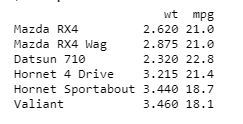 wt mpg
Mazda RX4 2.620 21.0
Mazda RX4 Wag 2.875 21.0
Datsun 710 2.320 22.8
Hornet 4 Drive 3.215 21.4
Hornet Sportabout 3.440 18.7
Valiant 3.460 18.1